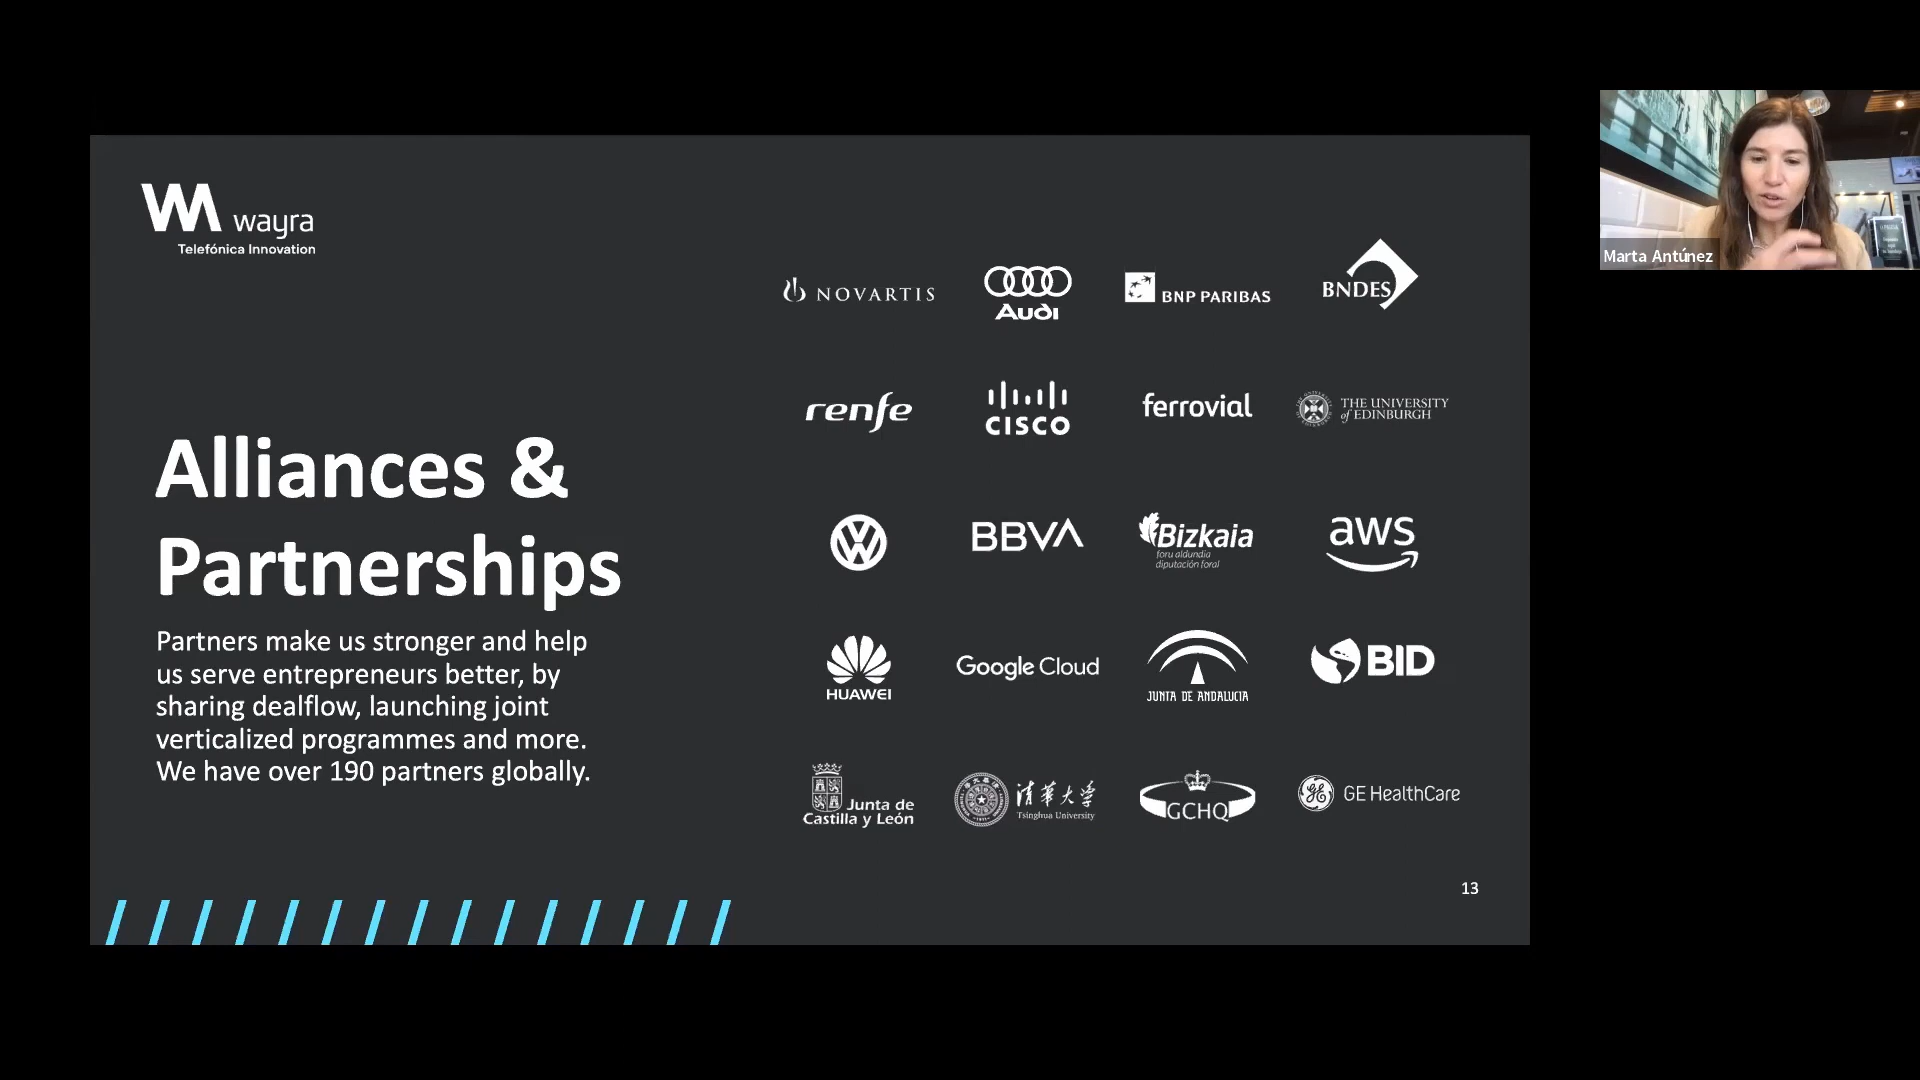 wayra
Telefónica Innovation
Alliances &
Partnerships
Partners make us stronger and help
us serve entrepreneurs better, by
sharing dealflow, launching joint
verticalized programmes and more.
We have over 190 partners globally.
NOVARTIS
Audi
BNP PARIBAS
BNDES
renfe
CISCO
ferrovial
THE UNIVERSITY
of EDINBURGH
BBVA
Bizkaia
foru aldundia
diputación foral
aws
HUAWEI
Google Cloud
JUNTA DE ANDALUCIA
BID
Junta de
Castilla y León
清華大学
Tsinghua University
GCHQ
GE HealthCare
13
Marta Antúnez